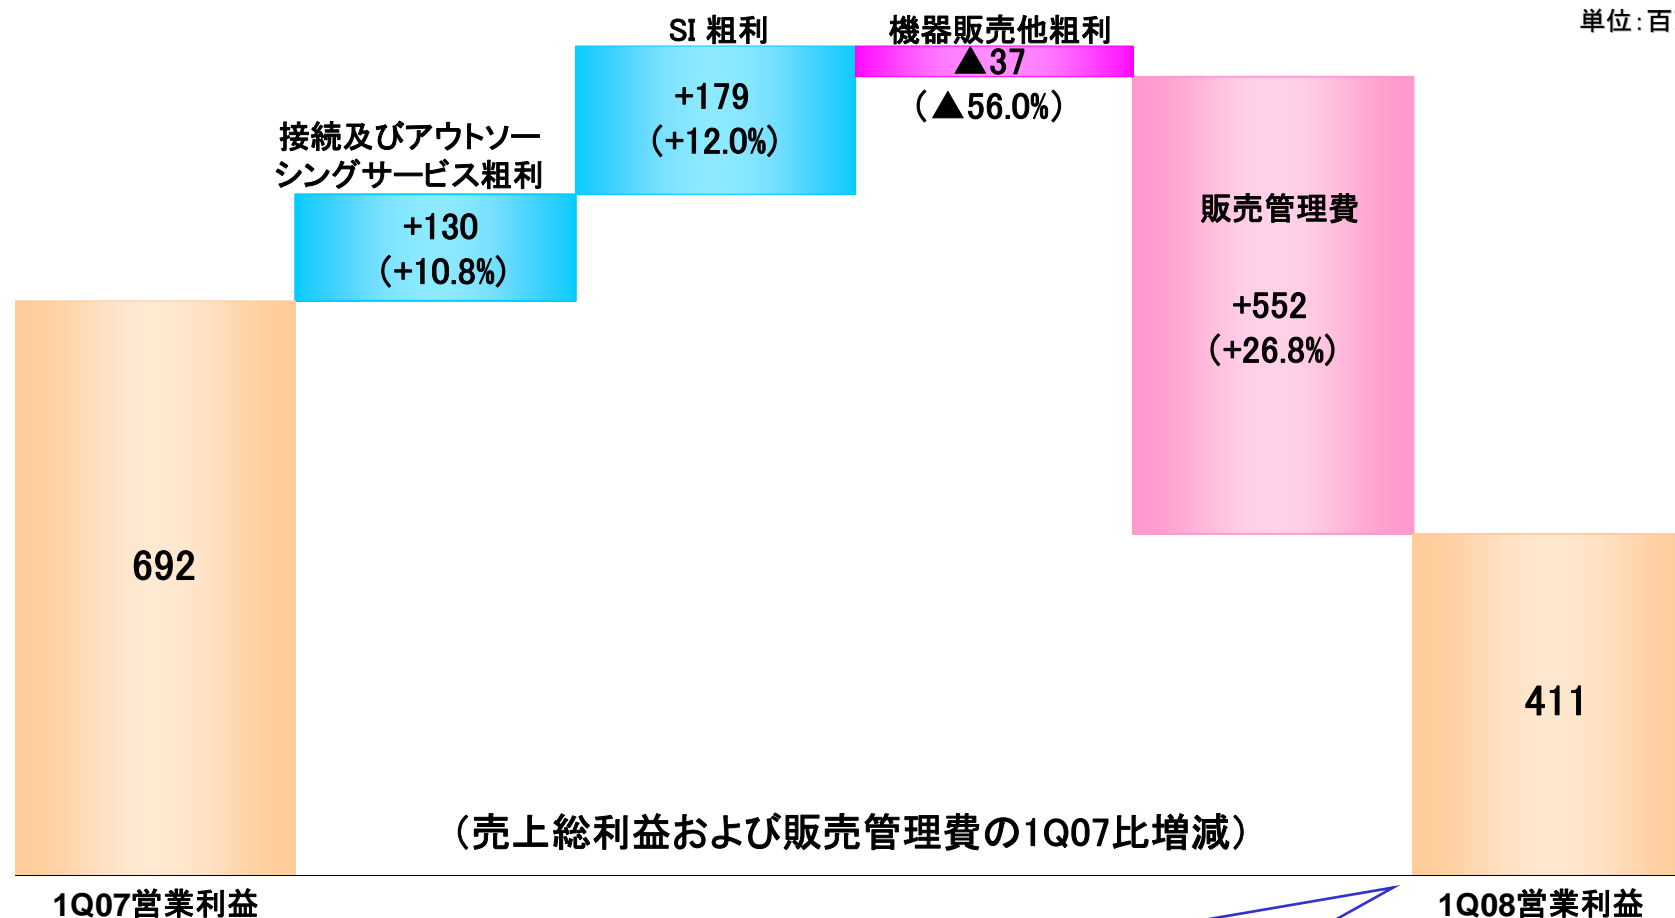 単位：百
SI 粗利
機器販売他粗利
▲37
（▲56.0%）
+179
（+12.0%）
接続及びアウトソー
シングサービス粗利
+130
（+10.8%）
販売管理費
+552
（+26.8%）
692
411
（売上総利益および販売管理費の1Q07比増減）
1Q07営業利益
1Q08営業利益